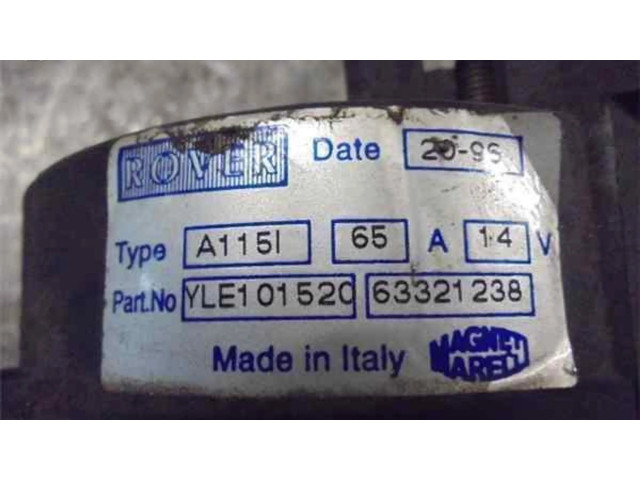 ROVER Date 20-96
Type A115I 65 A 14 V
Part.No YLE101520 63321238
Made in Italy MAGNETI MARELLI